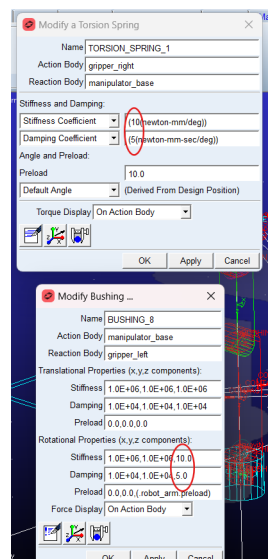 Modify a Torsion Spring
Name TORSION_SPRING_1
Action Body gripper_right
Reaction Body manipulator_base
Stiffness and Damping:
Stiffness Coefficient (10(newton-mm/deg))
Damping Coefficient (5(newton-mm-sec/deg))
Angle and Preload:
Preload 10.0
Default Angle (Derived From Design Position)
Torque Display On Action Body
OK Apply Cancel
Modify Bushing ...
Name BUSHING_8
Action Body manipulator_base
Reaction Body gripper_left
Translational Properties (x,y,z components):
Stiffness 1.0E+06,1.0E+06,1.0E+06
Damping 1.0E+04,1.0E+04,1.0E+04
Preload 0.0,0.0,0.0
Rotational Properties (x,y,z components):
Stiffness 1.0E+06,1.0E+06,10.0
Damping 1.0E+04,1.0E+04,5.0
Preload 0.0,0.0,(.robot_arm.preload)
Force Display On Action Body
OK Apply Cancel